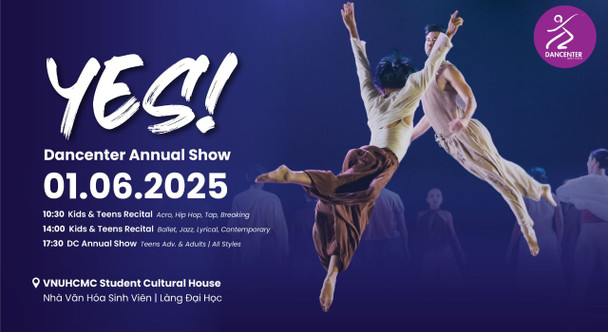 YES!
Dancenter Annual Show
01.06.2025
10:30 Kids & Teens Recital Acro, Hip Hop, Tap, Breaking
14:00 Kids & Teens Recital Ballet, Jazz, Lyrical, Contemporary
17:30 DC Annual Show Teens Adv. & Adults | All Styles
VNUHCMC Student Cultural House
Nhà Văn Hóa Sinh Viên | Làng Đại Học
DANCENTER